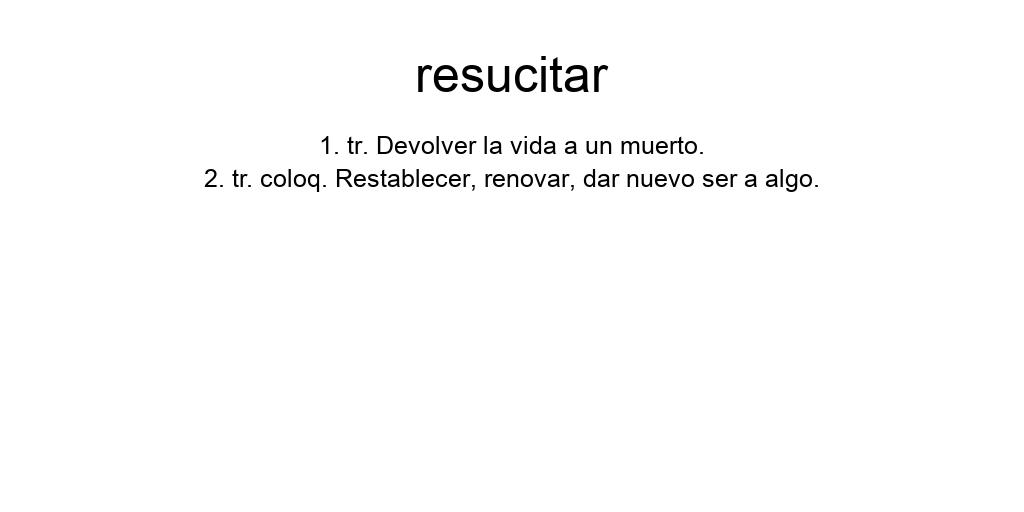 resucitar
1. tr. Devolver la vida a un muerto.
2. tr. coloq. Restablecer, renovar, dar nuevo ser a algo.